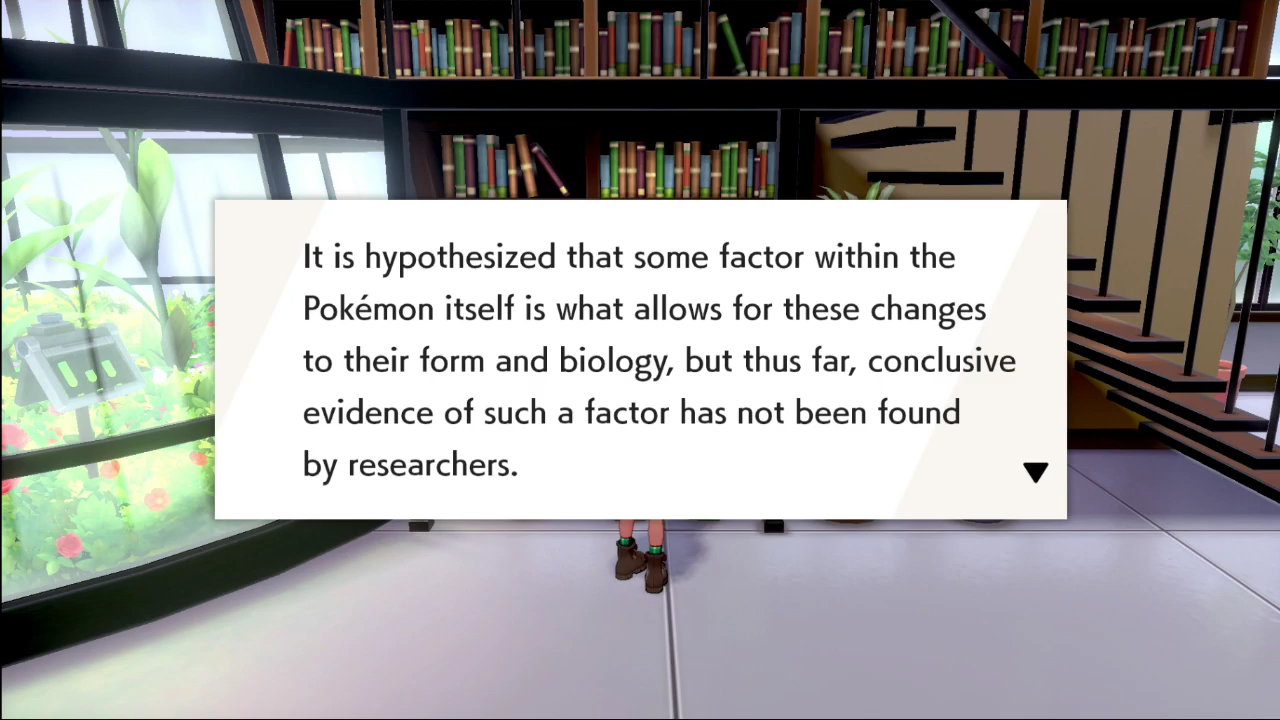 It is hypothesized that some factor within the
Pokémon itself is what allows for these changes
to their form and biology, but thus far, conclusive
evidence of such a factor has not been found
by researchers.